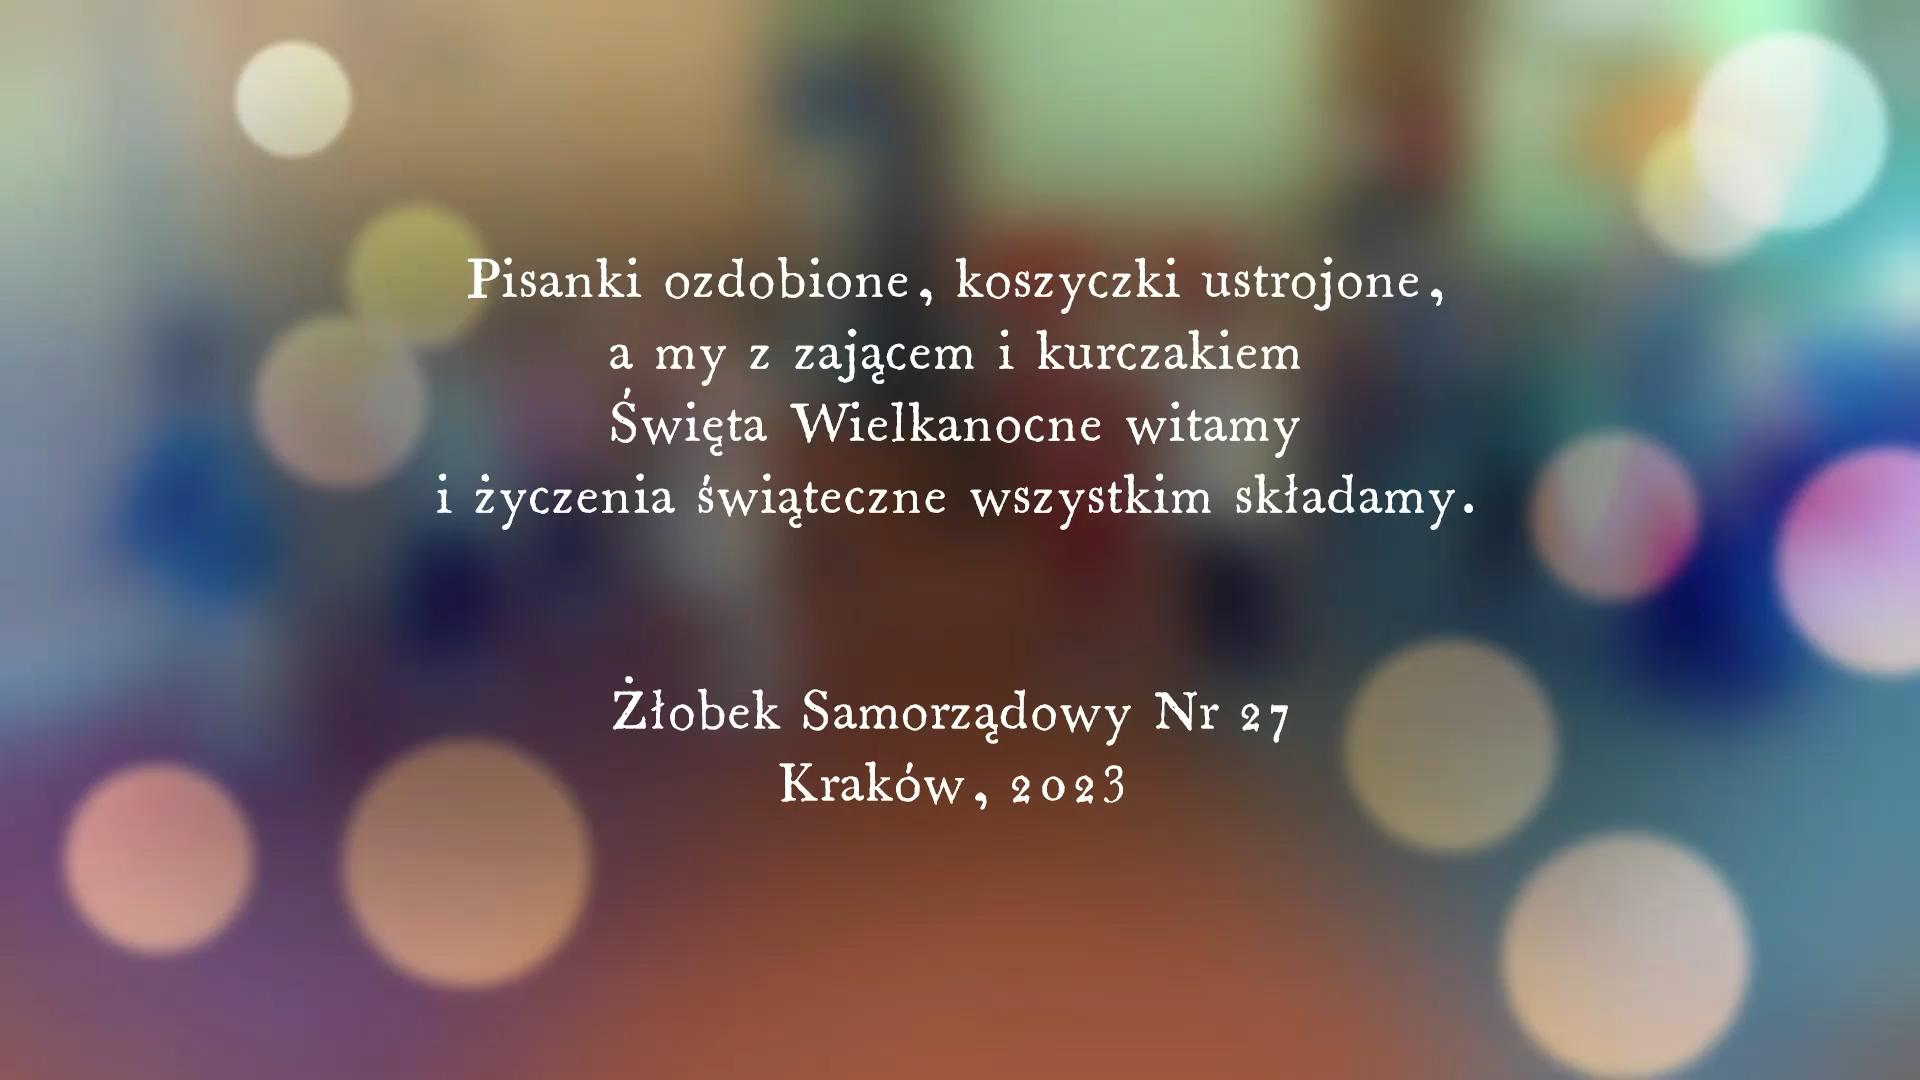 Pisanki ozdobione, koszyczki ustrojone,
a my z zającem i kurczakiem
Święta Wielkanocne witamy
i życzenia świąteczne wszystkim składamy.
Żłobek Samorządowy Nr 27
Kraków, 2023